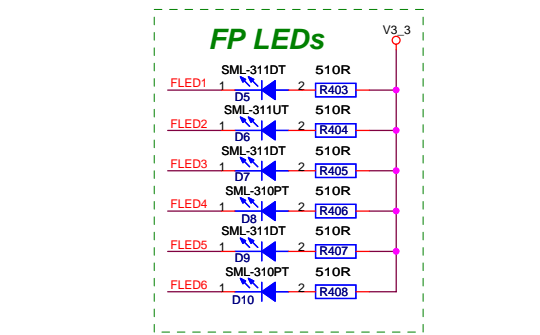 FP LEDs
V3_3
SML-311DT 510R
FLED1 1 D5 2 R403
SML-311UT 510R
FLED2 1 D6 2 R404
SML-311DT 510R
FLED3 1 D7 2 R405
SML-310PT 510R
FLED4 1 D8 2 R406
SML-311DT 510R
FLED5 1 D9 2 R407
SML-310PT 510R
FLED6 1 D10 2 R408